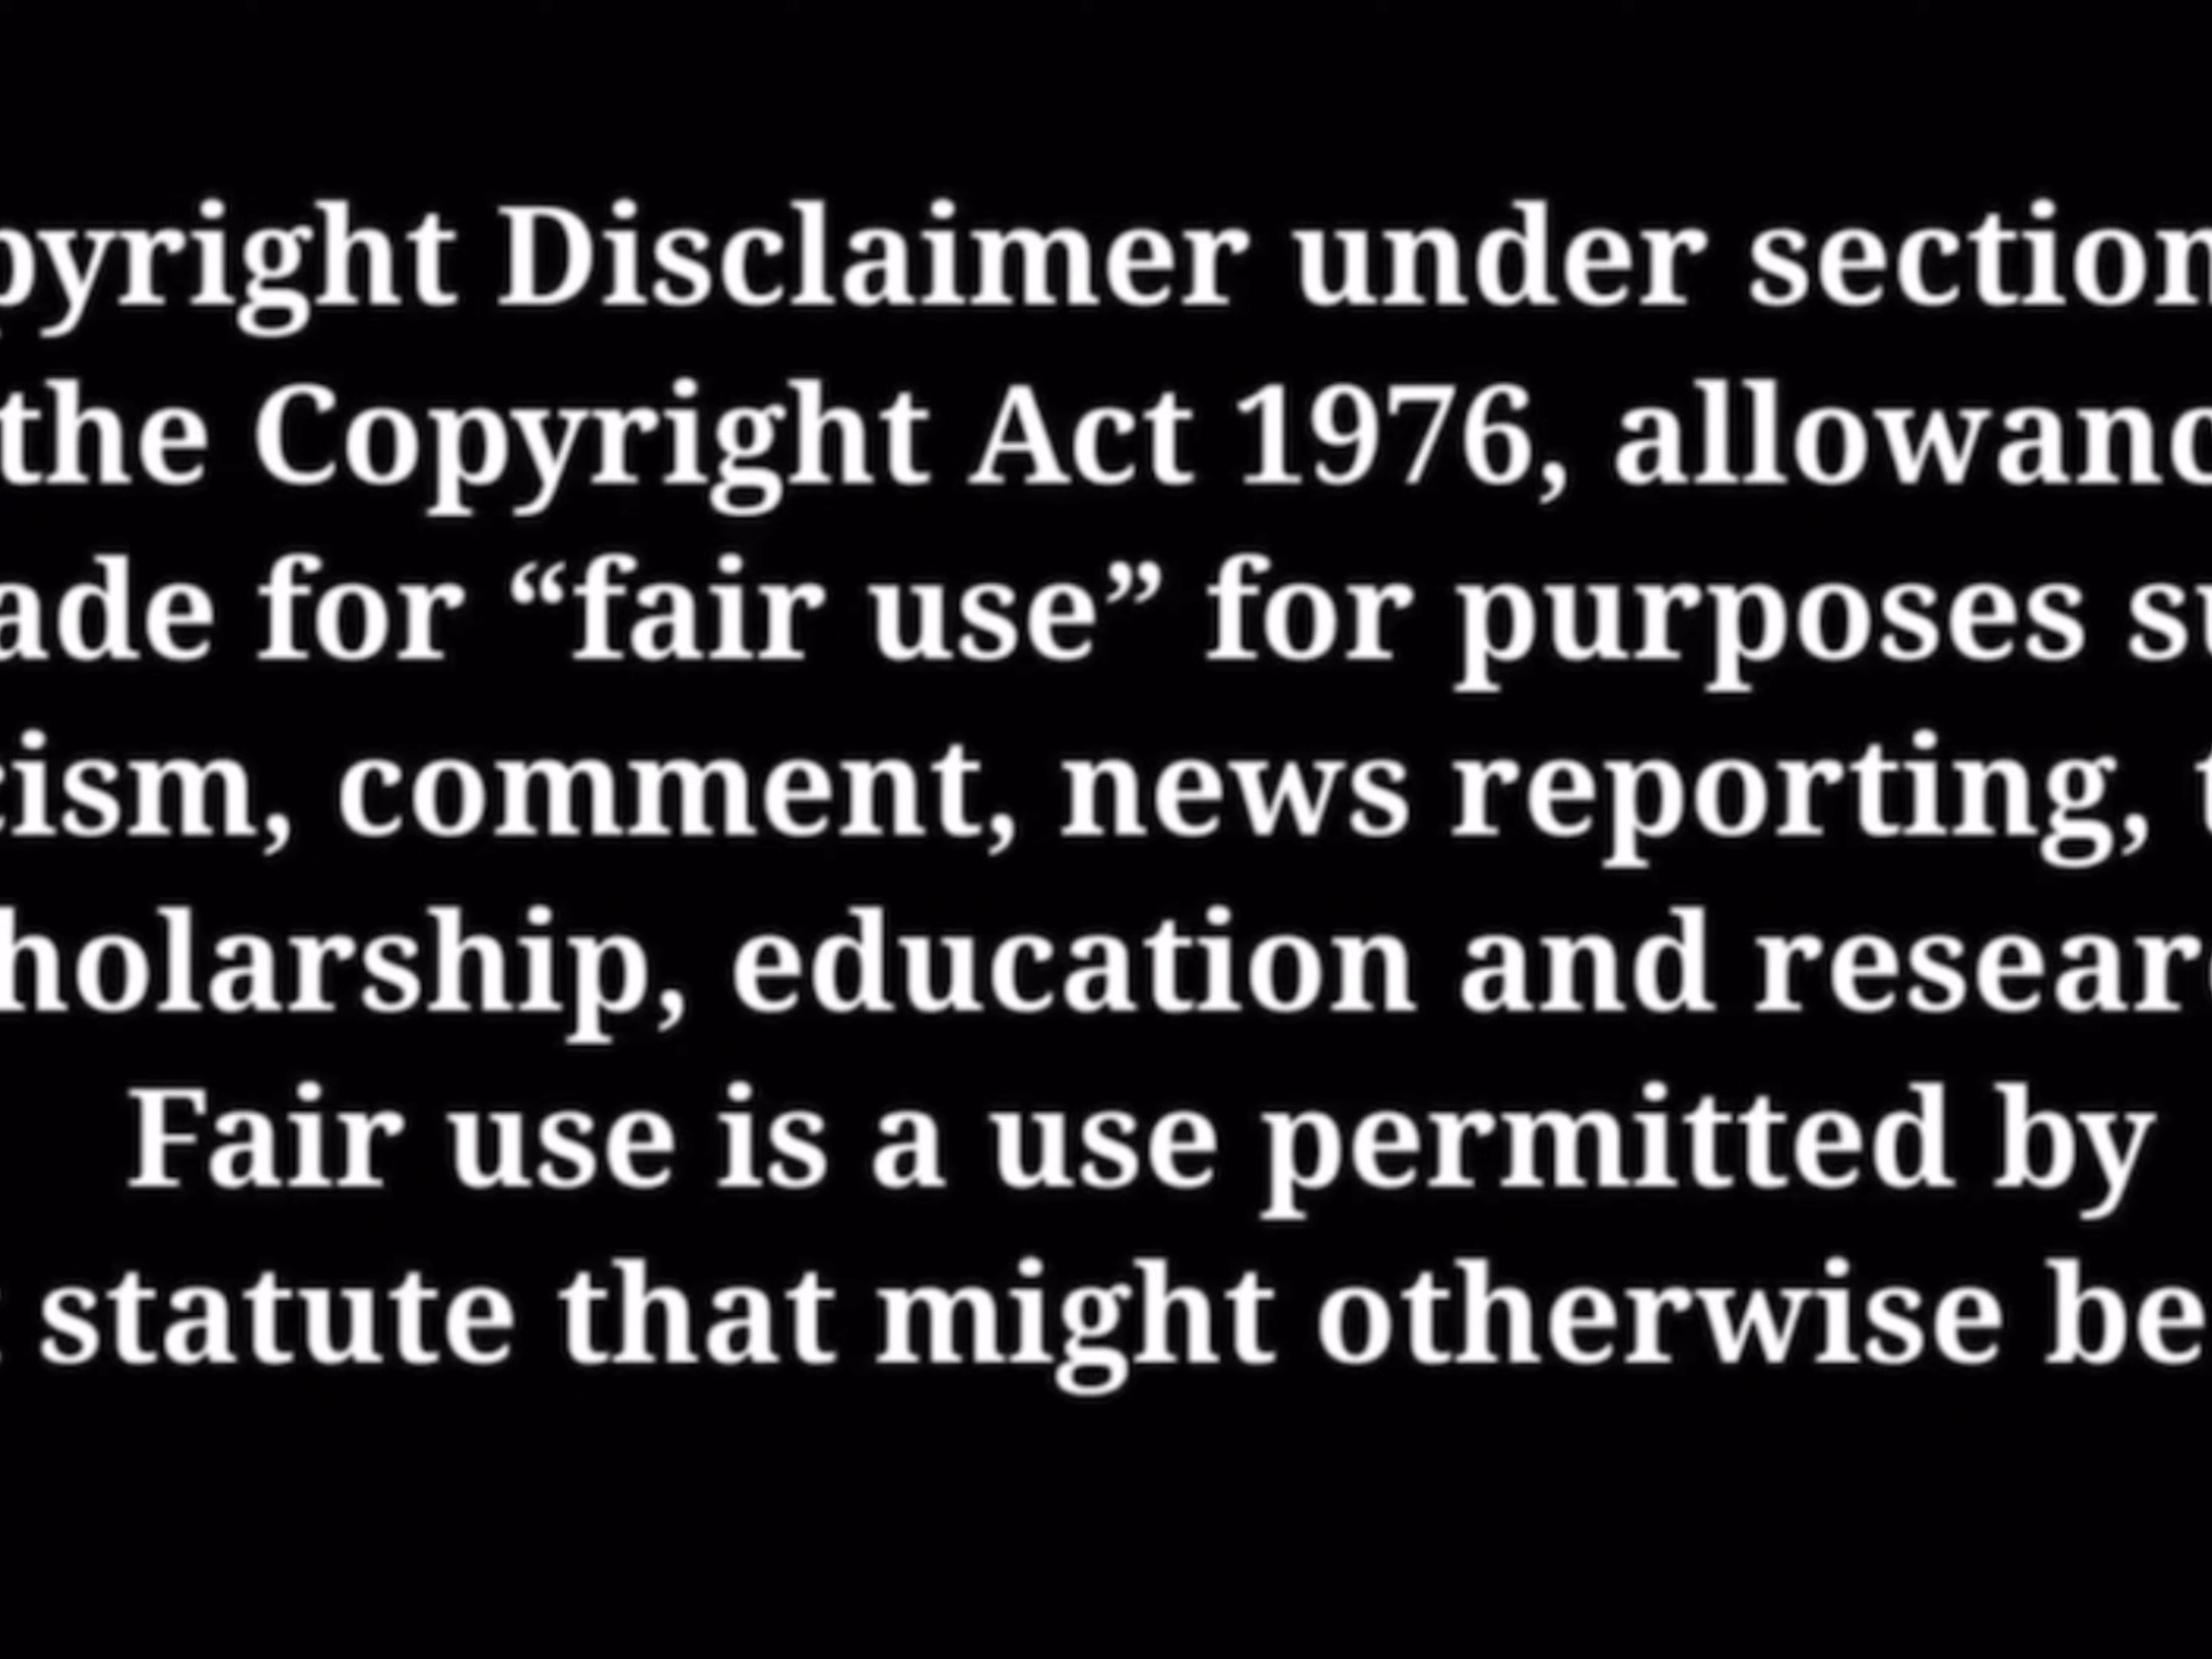 pyright Disclaimer under section
the Copyright Act 1976, allowanc
ade for “fair use” for purposes su
cism, comment, news reporting, t
holarship, education and researc
Fair use is a use permitted by
statute that might otherwise be